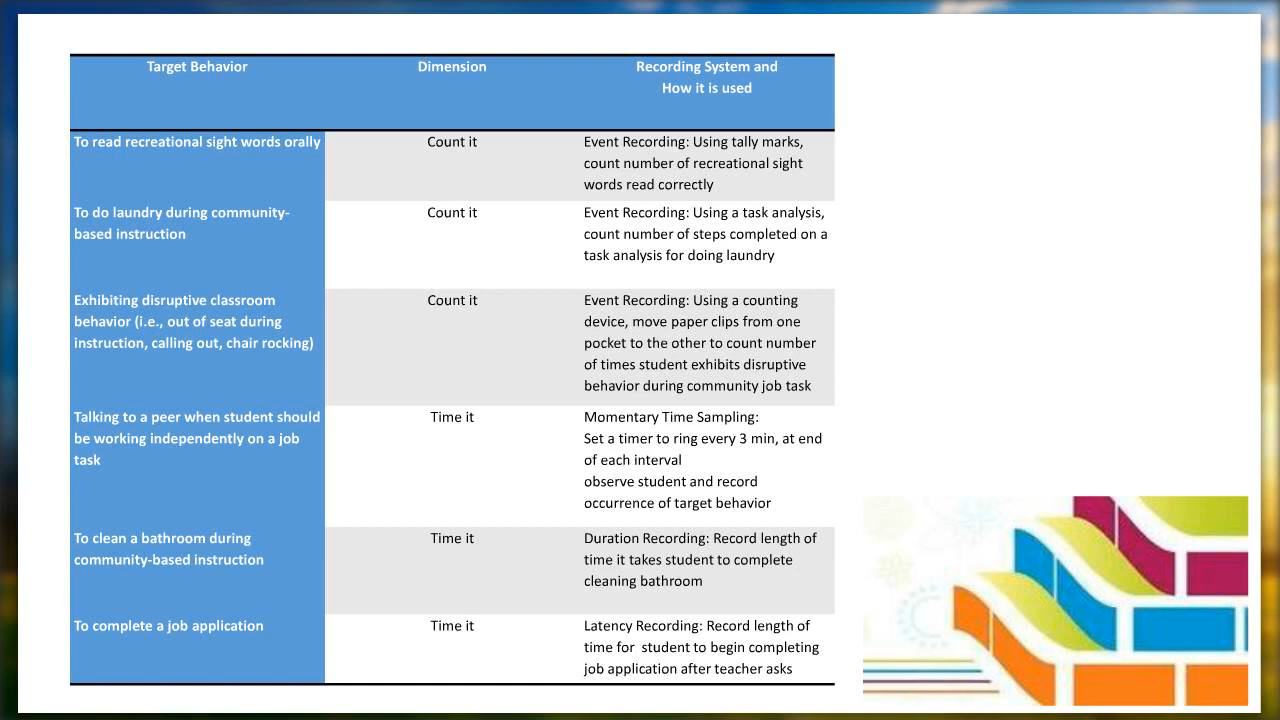 Target Behavior
Dimension
Recording System and
How it is used
To read recreational sight words orally
Count it
Event Recording: Using tally marks,
count number of recreational sight
words read correctly
To do laundry during community-
based instruction
Count it
Event Recording: Using a task analysis,
count number of steps completed on a
task analysis for doing laundry
Exhibiting disruptive classroom
behavior (i.e., out of seat during
instruction, calling out, chair rocking)
Count it
Event Recording: Using a counting
device, move paper clips from one
pocket to the other to count number
of times student exhibits disruptive
behavior during community job task
Talking to a peer when student should
be working independently on a job
task
Time it
Momentary Time Sampling:
Set a timer to ring every 3 min, at end
of each interval
observe student and record
occurrence of target behavior
To clean a bathroom during
community-based instruction
Time it
Duration Recording: Record length of
time it takes student to complete
cleaning bathroom
To complete a job application
Time it
Latency Recording: Record length of
time for  student to begin completing
job application after teacher asks